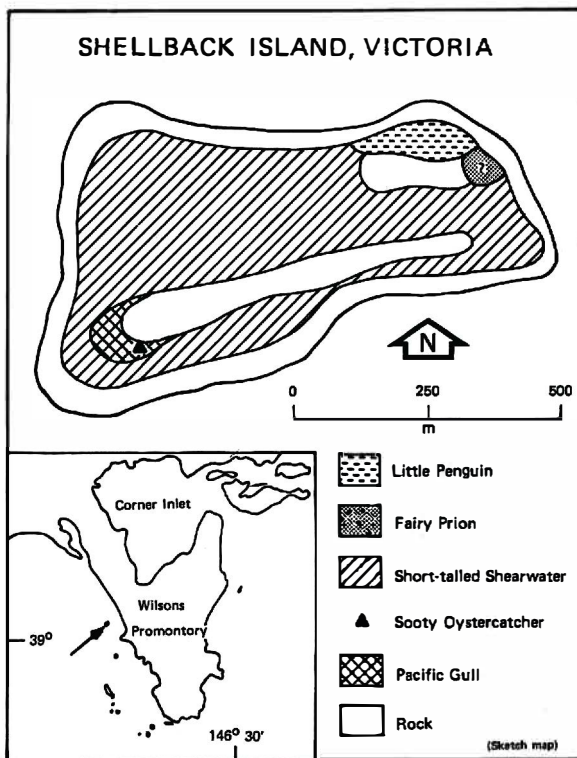 SHELLBACK ISLAND, VICTORIA
?
N
0 250 500
m
Little Penguin
Fairy Prion
Short-talled Shearwater
Sooty Oystercatcher
Pacific Gull
Rock
(Sketch map)
Corner Inlet
Wilsons
Promontory
39°
146° 30'